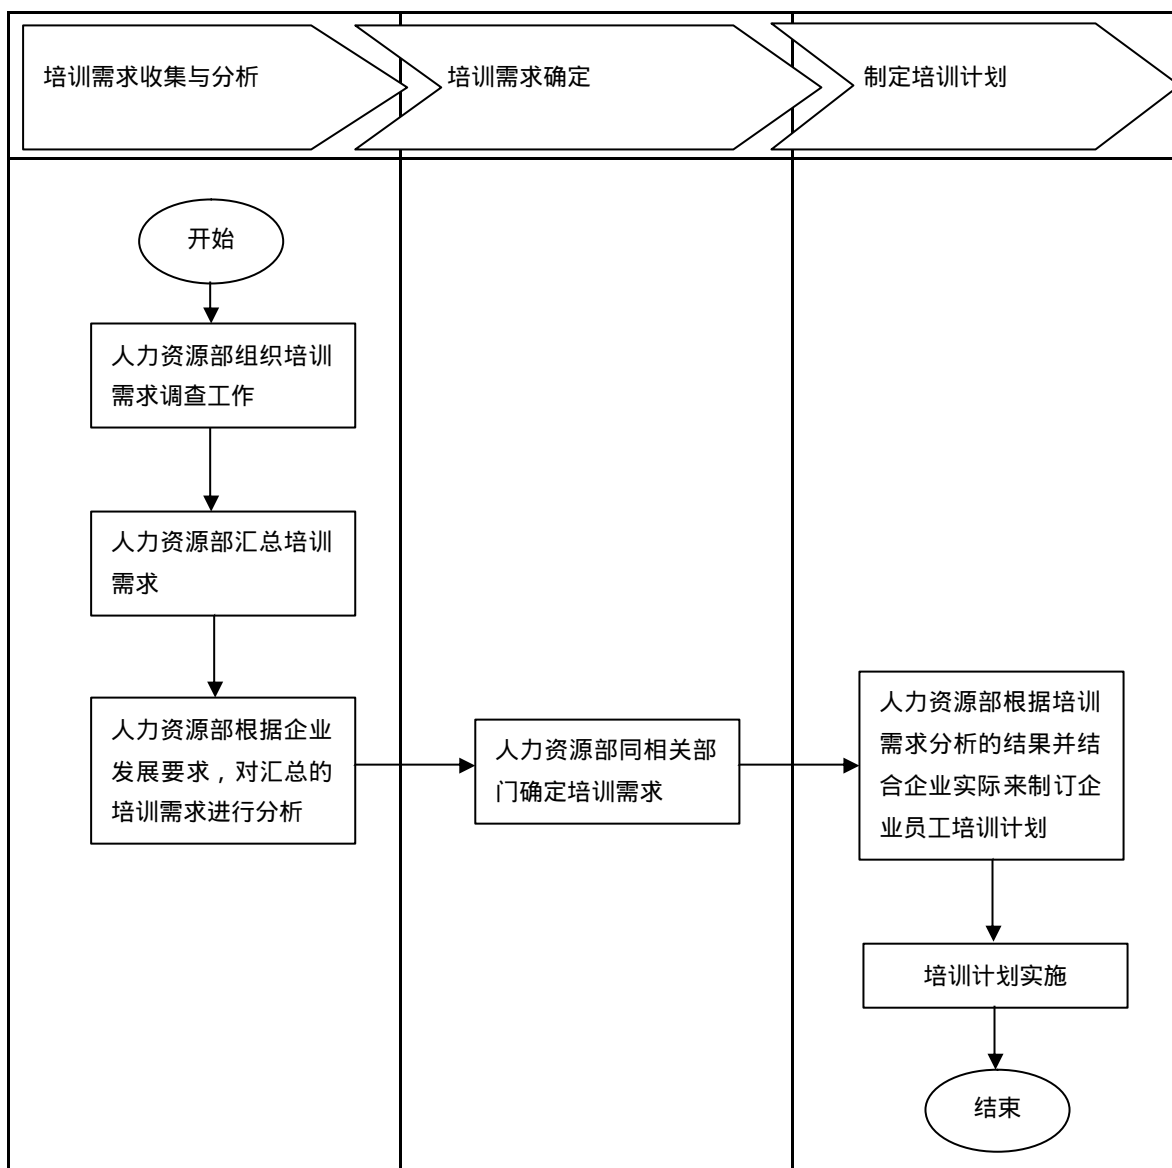 培训需求收集与分析
培训需求确定
制定培训计划
开始
人力资源部组织培训
需求调查工作
人力资源部汇总培训
需求
人力资源部根据企业
发展要求，对汇总的
培训需求进行分析
人力资源部同相关部
门确定培训需求
人力资源部根据培训
需求分析的结果并结
合企业实际来制订企
业员工培训计划
培训计划实施
结束